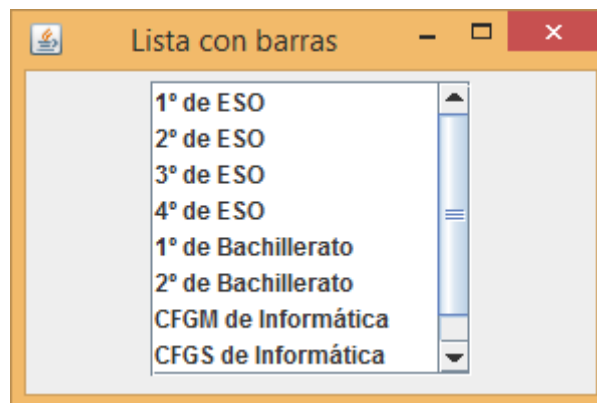 Lista con barras
1º de ESO
2º de ESO
3º de ESO
4º de ESO
1º de Bachillerato
2º de Bachillerato
CFGM de Informática
CFGS de Informática